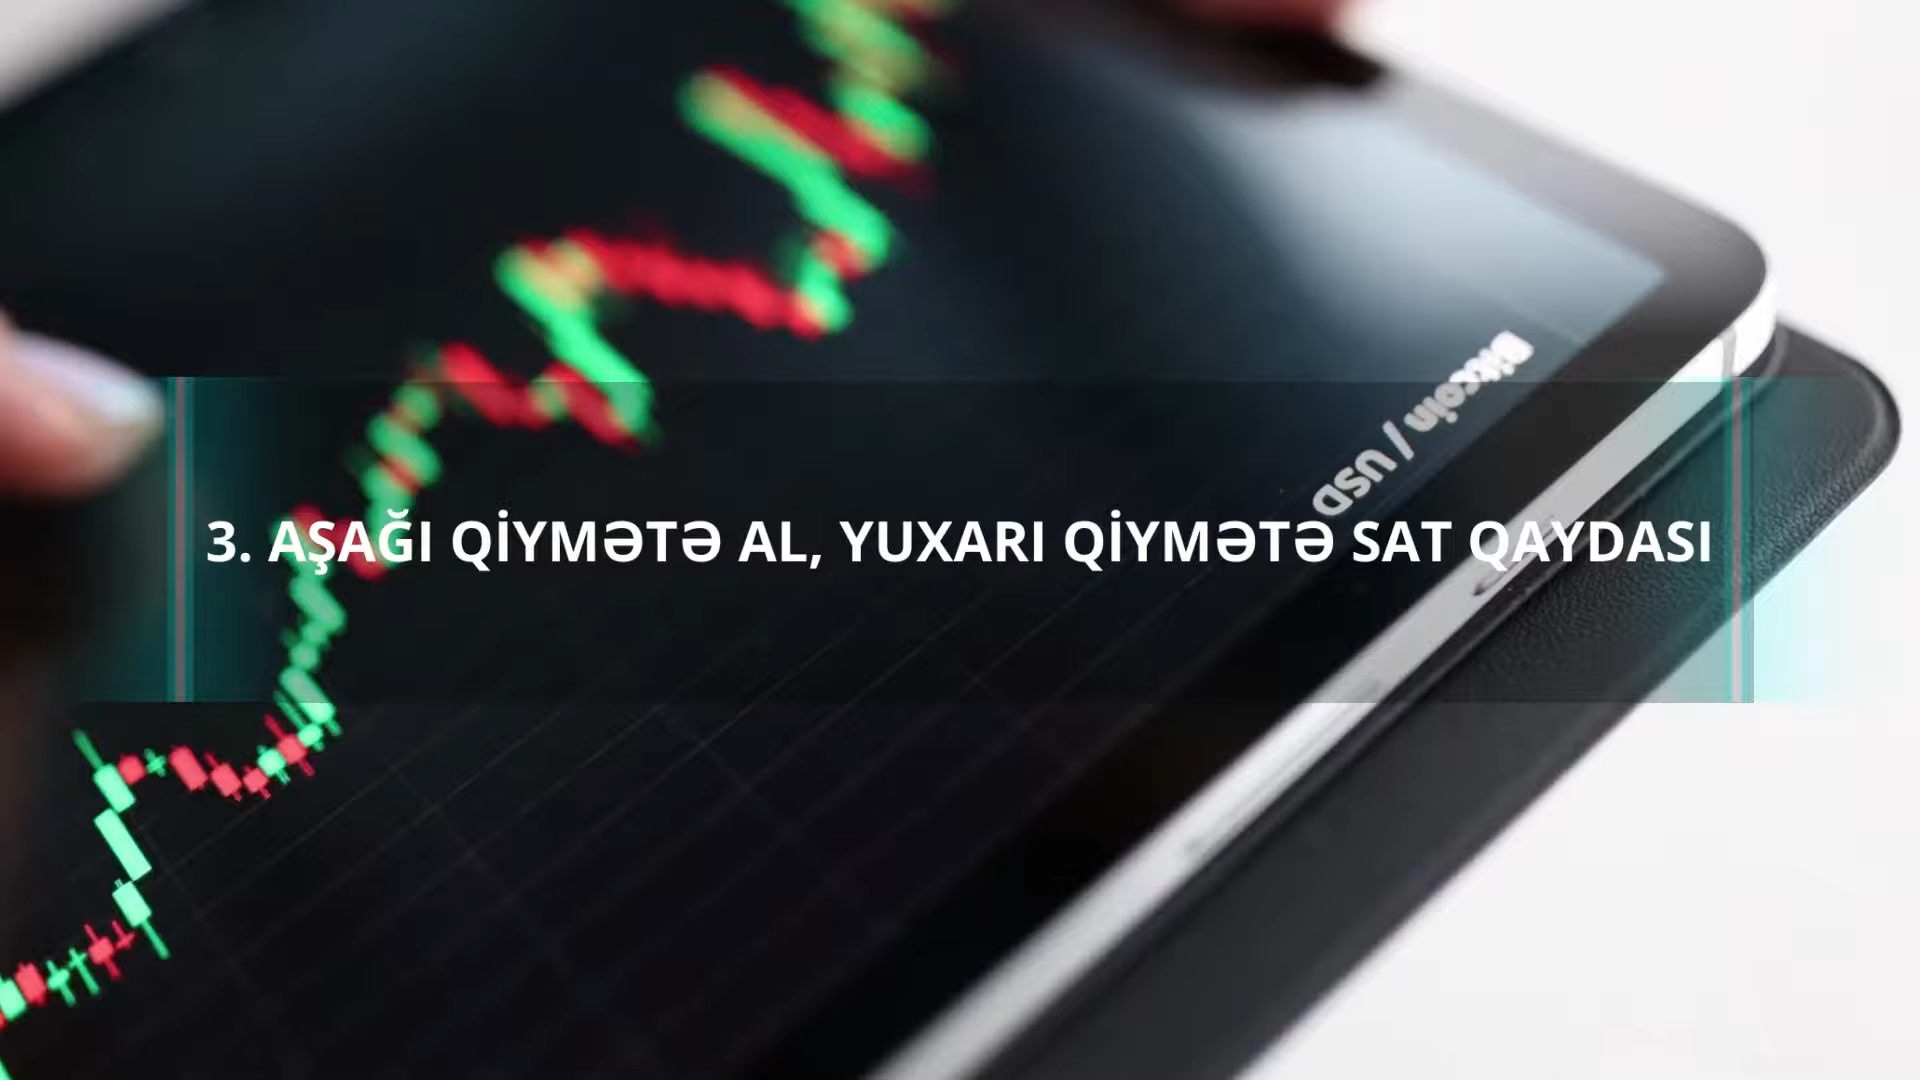 Bitcoin / USD
3. AŞAĞI QİYMƏTƏ AL, YUXARI QİYMƏTƏ SAT QAYDASI